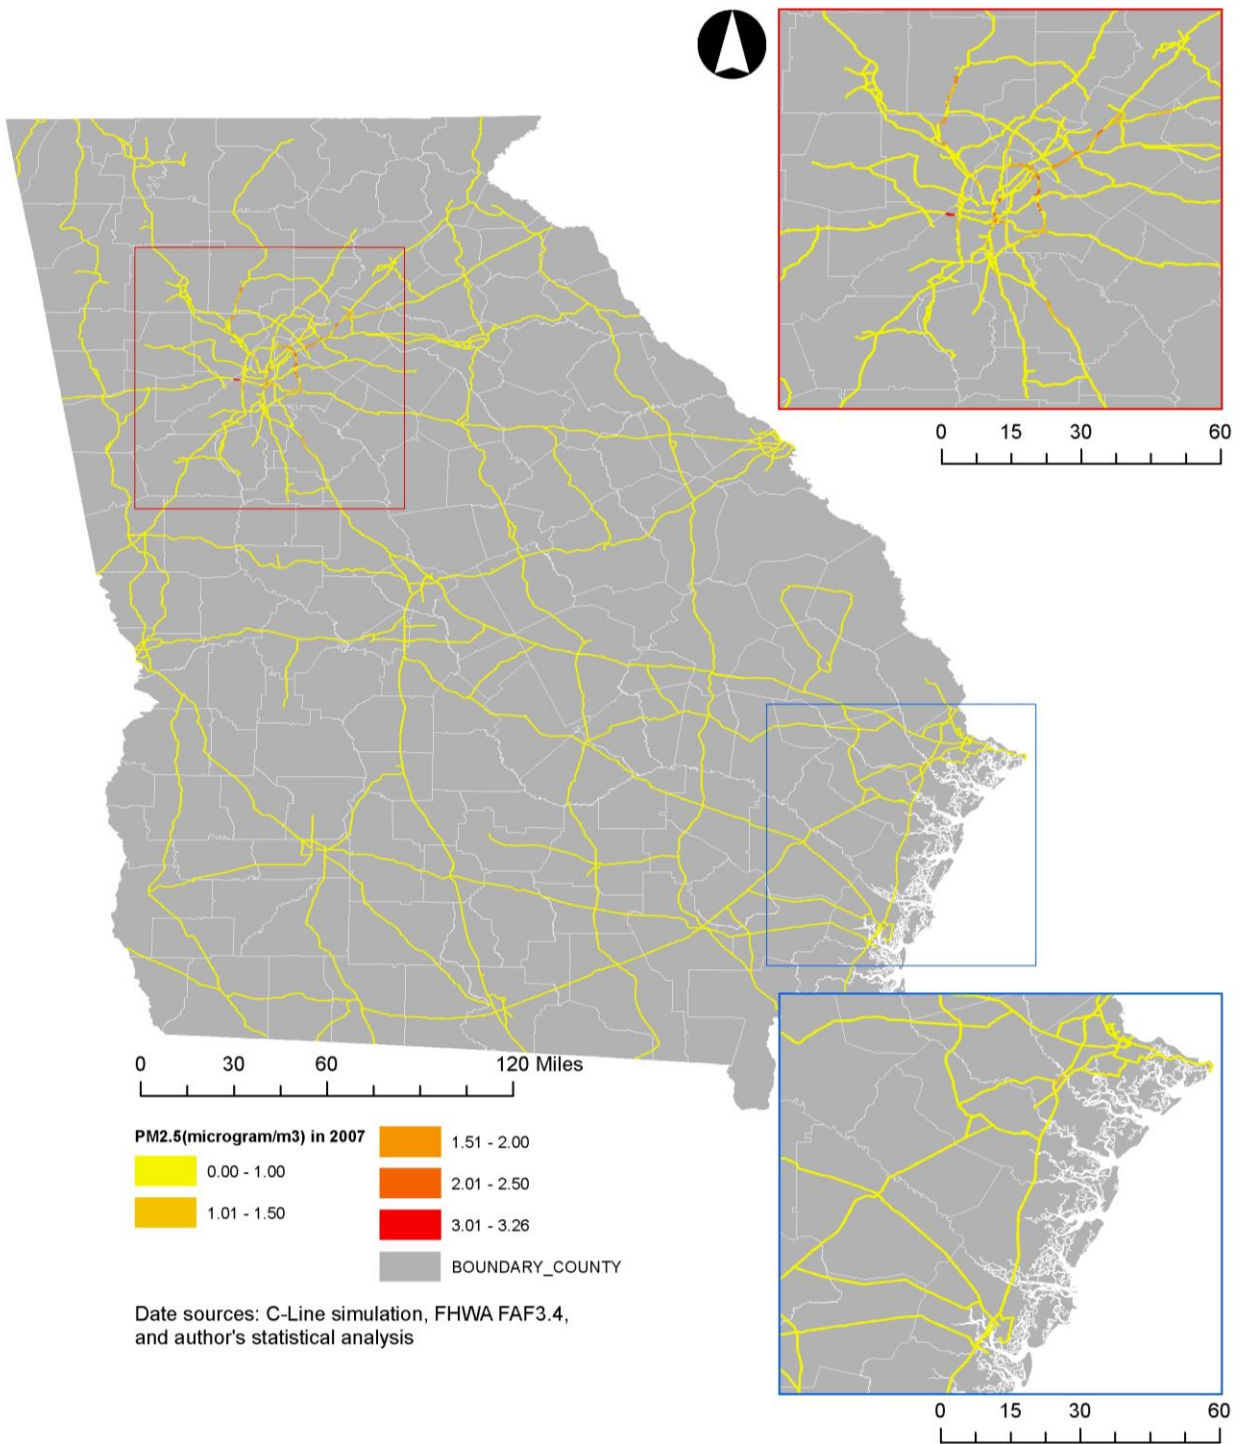 0 15 30 60
0 30 60 120 Miles
PM2.5(microgram/m3) in 2007
0.00 - 1.00
1.01 - 1.50
1.51 - 2.00
2.01 - 2.50
3.01 - 3.26
BOUNDARY_COUNTY
Date sources: C-Line simulation, FHWA FAF3.4,
and author's statistical analysis
0 15 30 60